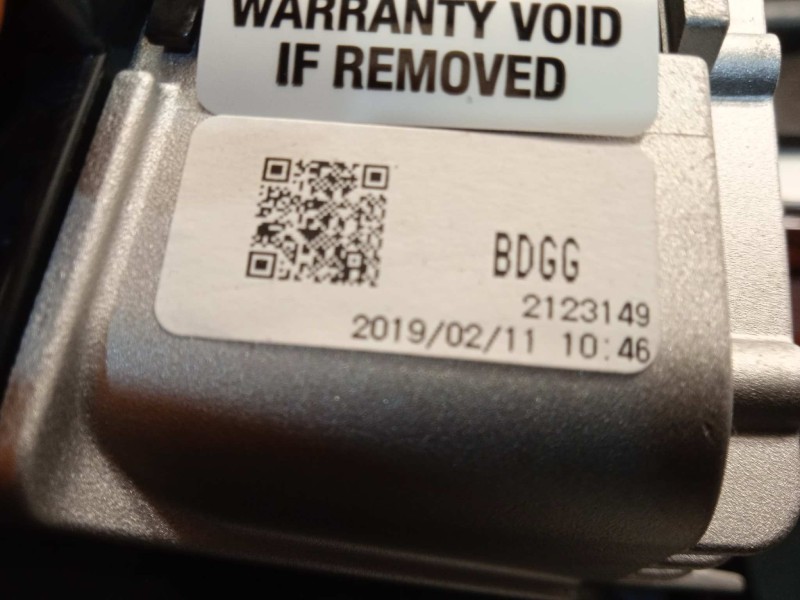 WARRANTY VOID
IF REMOVED
BDGG
2123149
2019/02/11 10:46